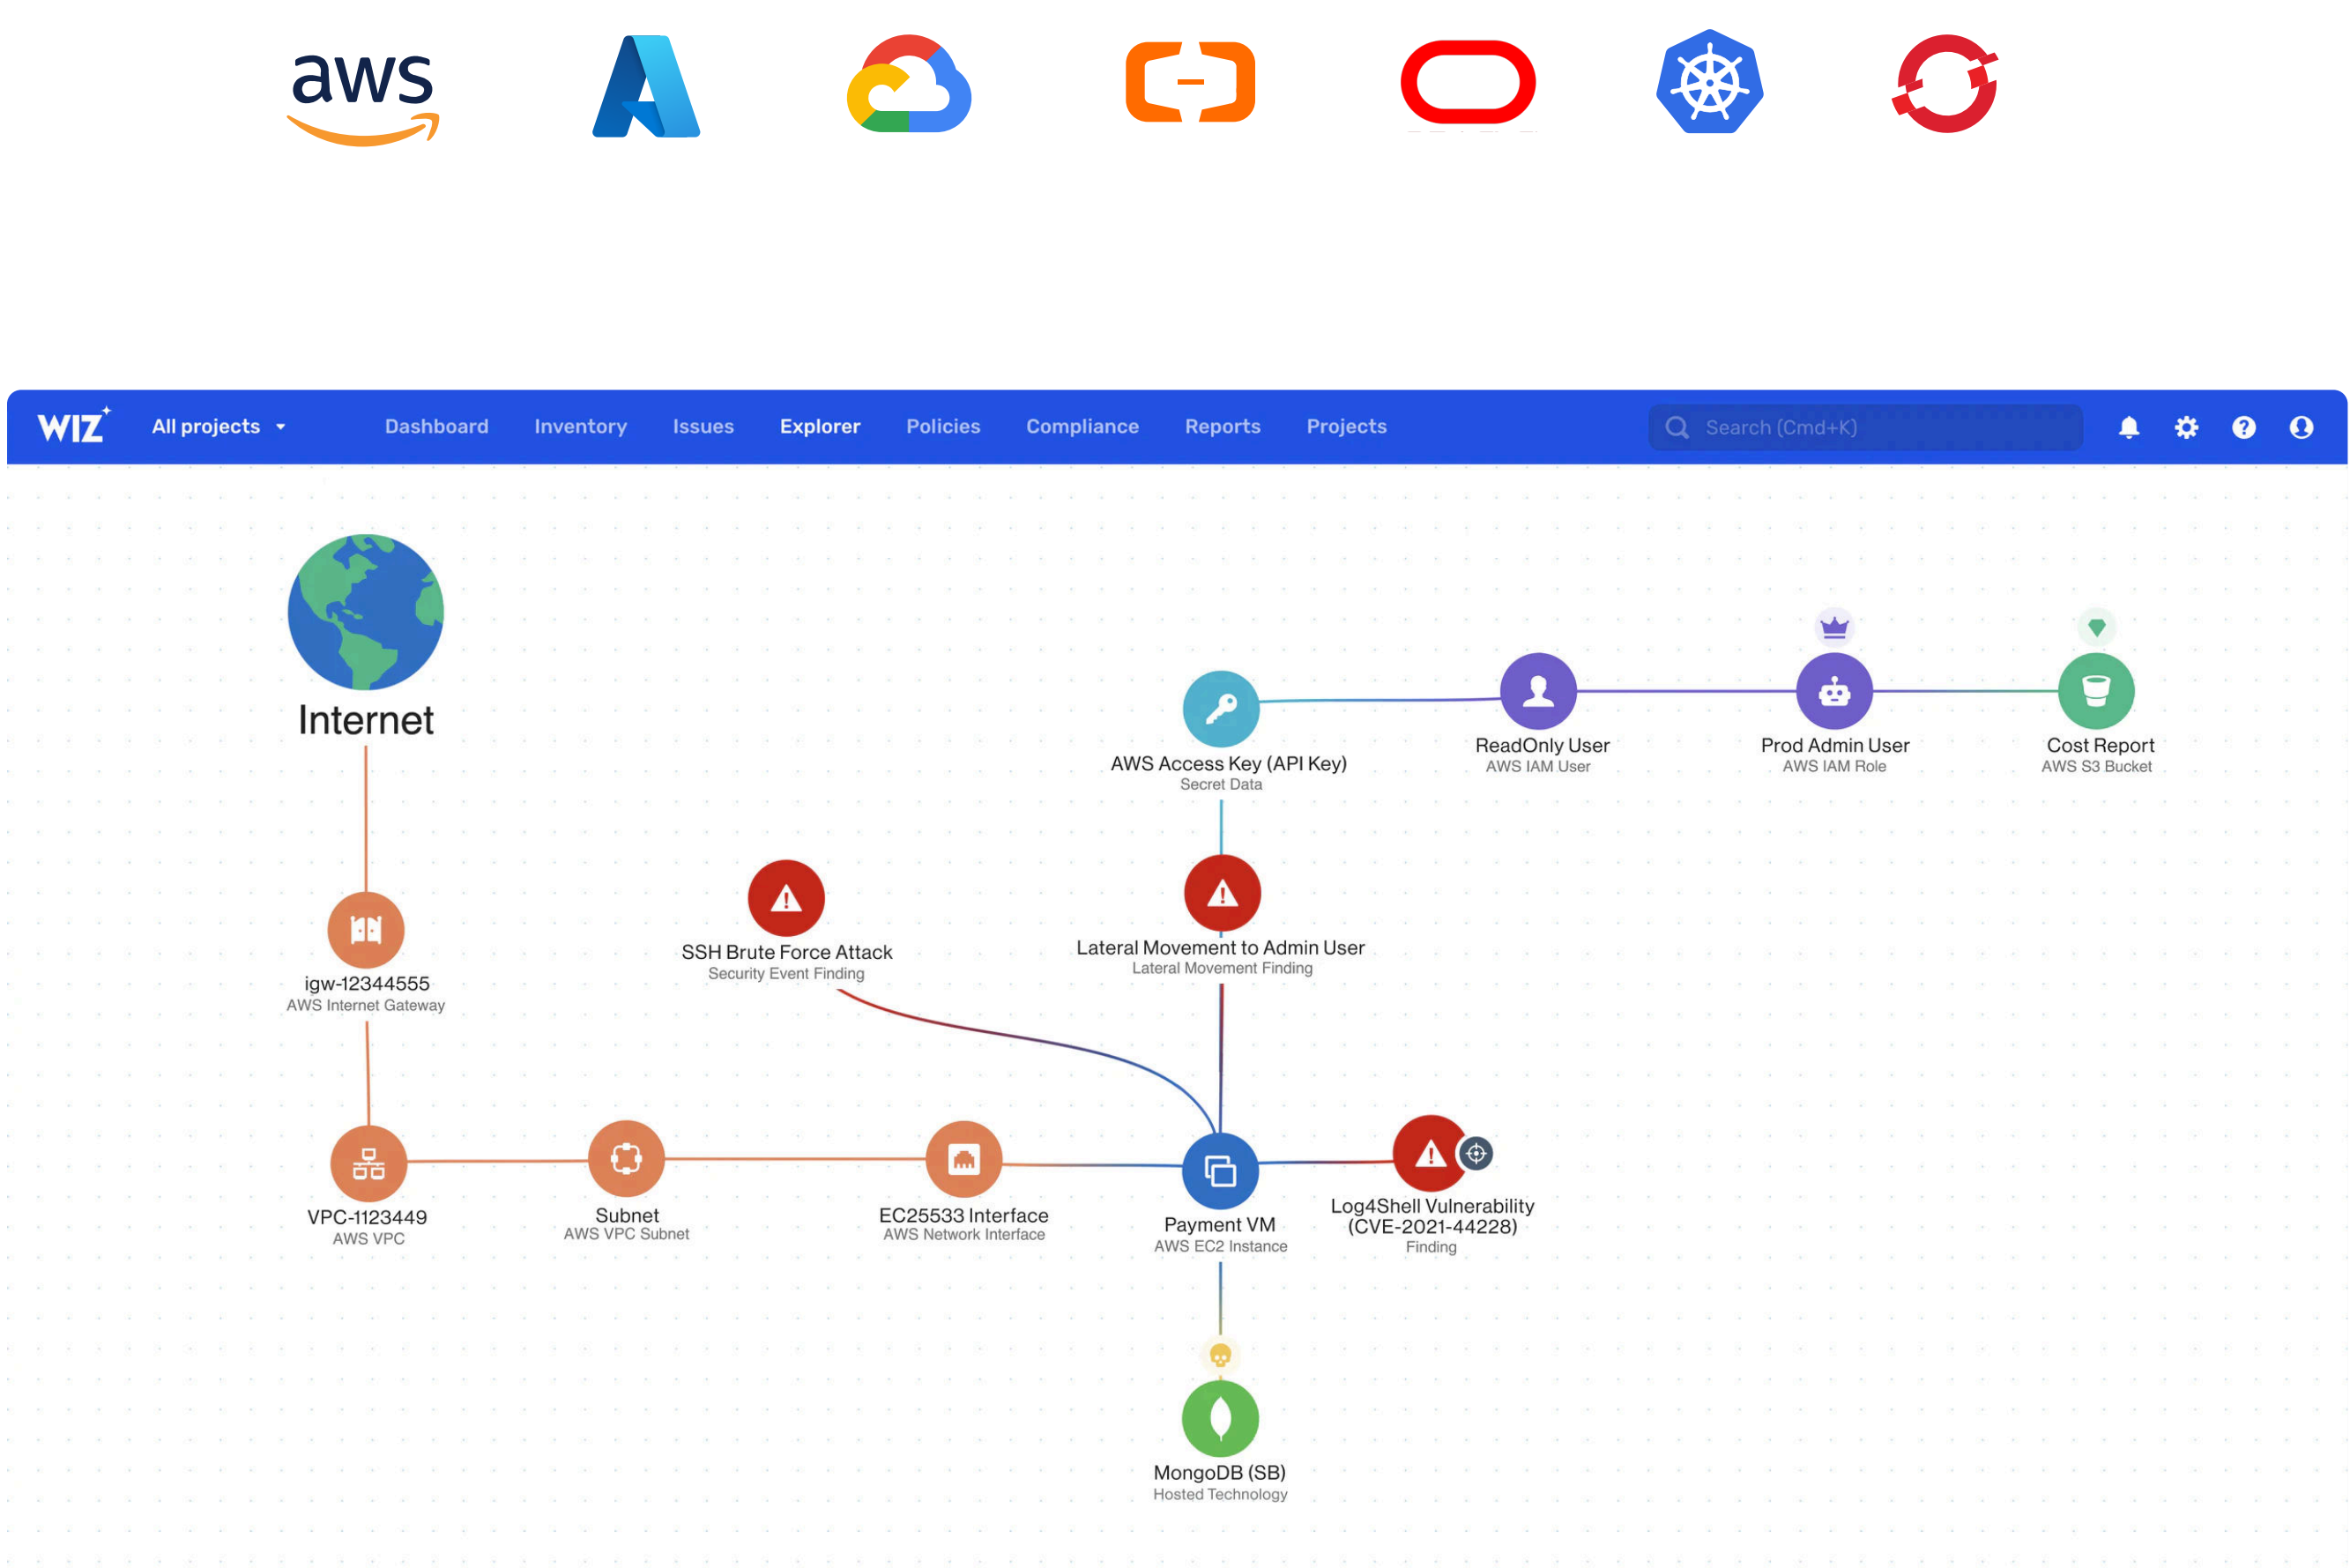 aws
WIZ
All projects
Dashboard
Inventory
Issues
Explorer
Policies
Compliance
Reports
Projects
Search (Cmd+K)
Internet
AWS Access Key (API Key)
Secret Data
ReadOnly User
AWS IAM User
Prod Admin User
AWS IAM Role
Cost Report
AWS S3 Bucket
SSH Brute Force Attack
Security Event Finding
Lateral Movement to Admin User
Lateral Movement Finding
igw-12344555
AWS Internet Gateway
VPC-1123449
AWS VPC
Subnet
AWS VPC Subnet
EC25533 Interface
AWS Network Interface
Payment VM
AWS EC2 Instance
Log4Shell Vulnerability
(CVE-2021-44228)
Finding
MongoDB (SB)
Hosted Technology